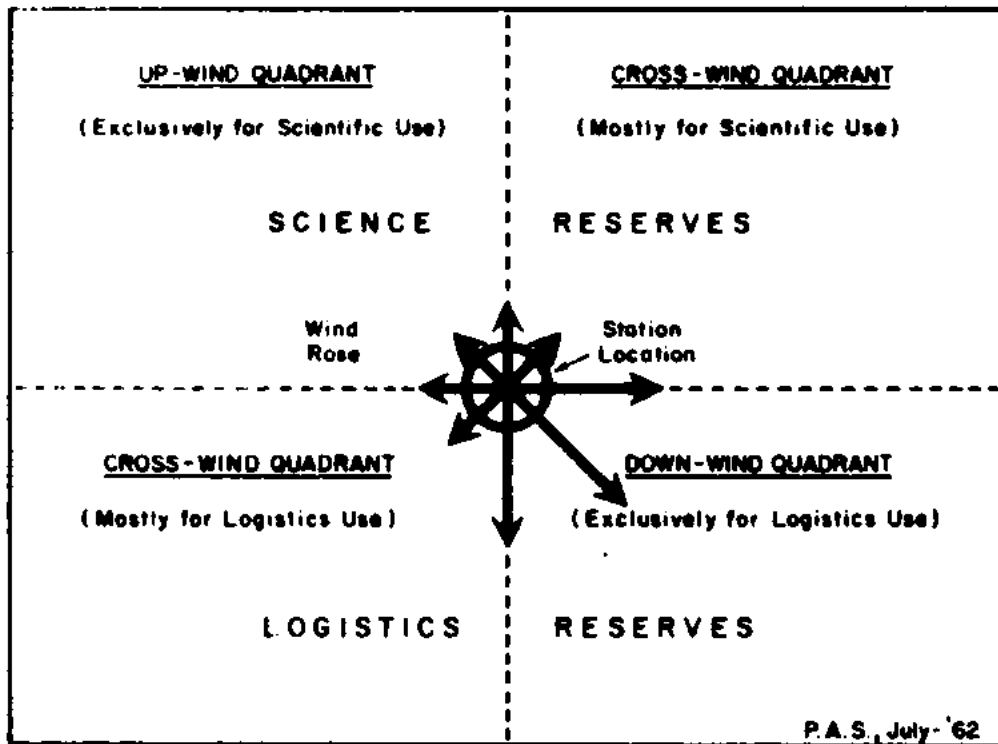 UP-WIND QUADRANT
(Exclusively for Scientific Use)
CROSS-WIND QUADRANT
(Mostly for Scientific Use)
SCIENCE RESERVES
Wind
Rose
Station
Location
CROSS-WIND QUADRANT
(Mostly for Logistics Use)
DOWN-WIND QUADRANT
(Exclusively for Logistics Use)
LOGISTICS RESERVES
P.A.S., July-'62